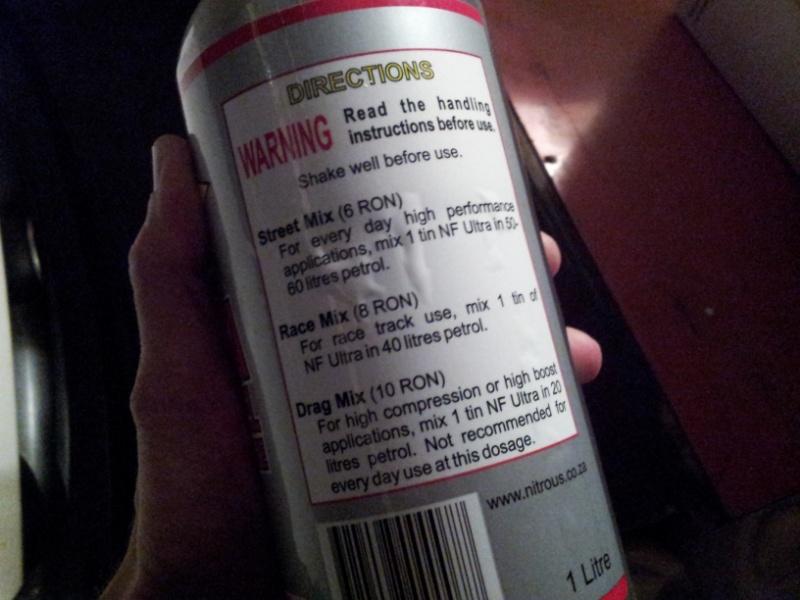 DIRECTIONS
WARNING
Read the handling
instructions before use.
Shake well before use.
Street Mix (6 RON)
For every day high performance
applications, mix 1 tin NF Ultra in 50-
60 litres petrol.
Race Mix (8 RON)
For race track use, mix 1 tin of
NF Ultra in 40 litres petrol.
Drag Mix (10 RON)
For high compression or high boost
applications, mix 1 tin NF Ultra in 20
litres petrol. Not recommended for
every day use at this dosage.
www.nitrous.co.za
1 Litre